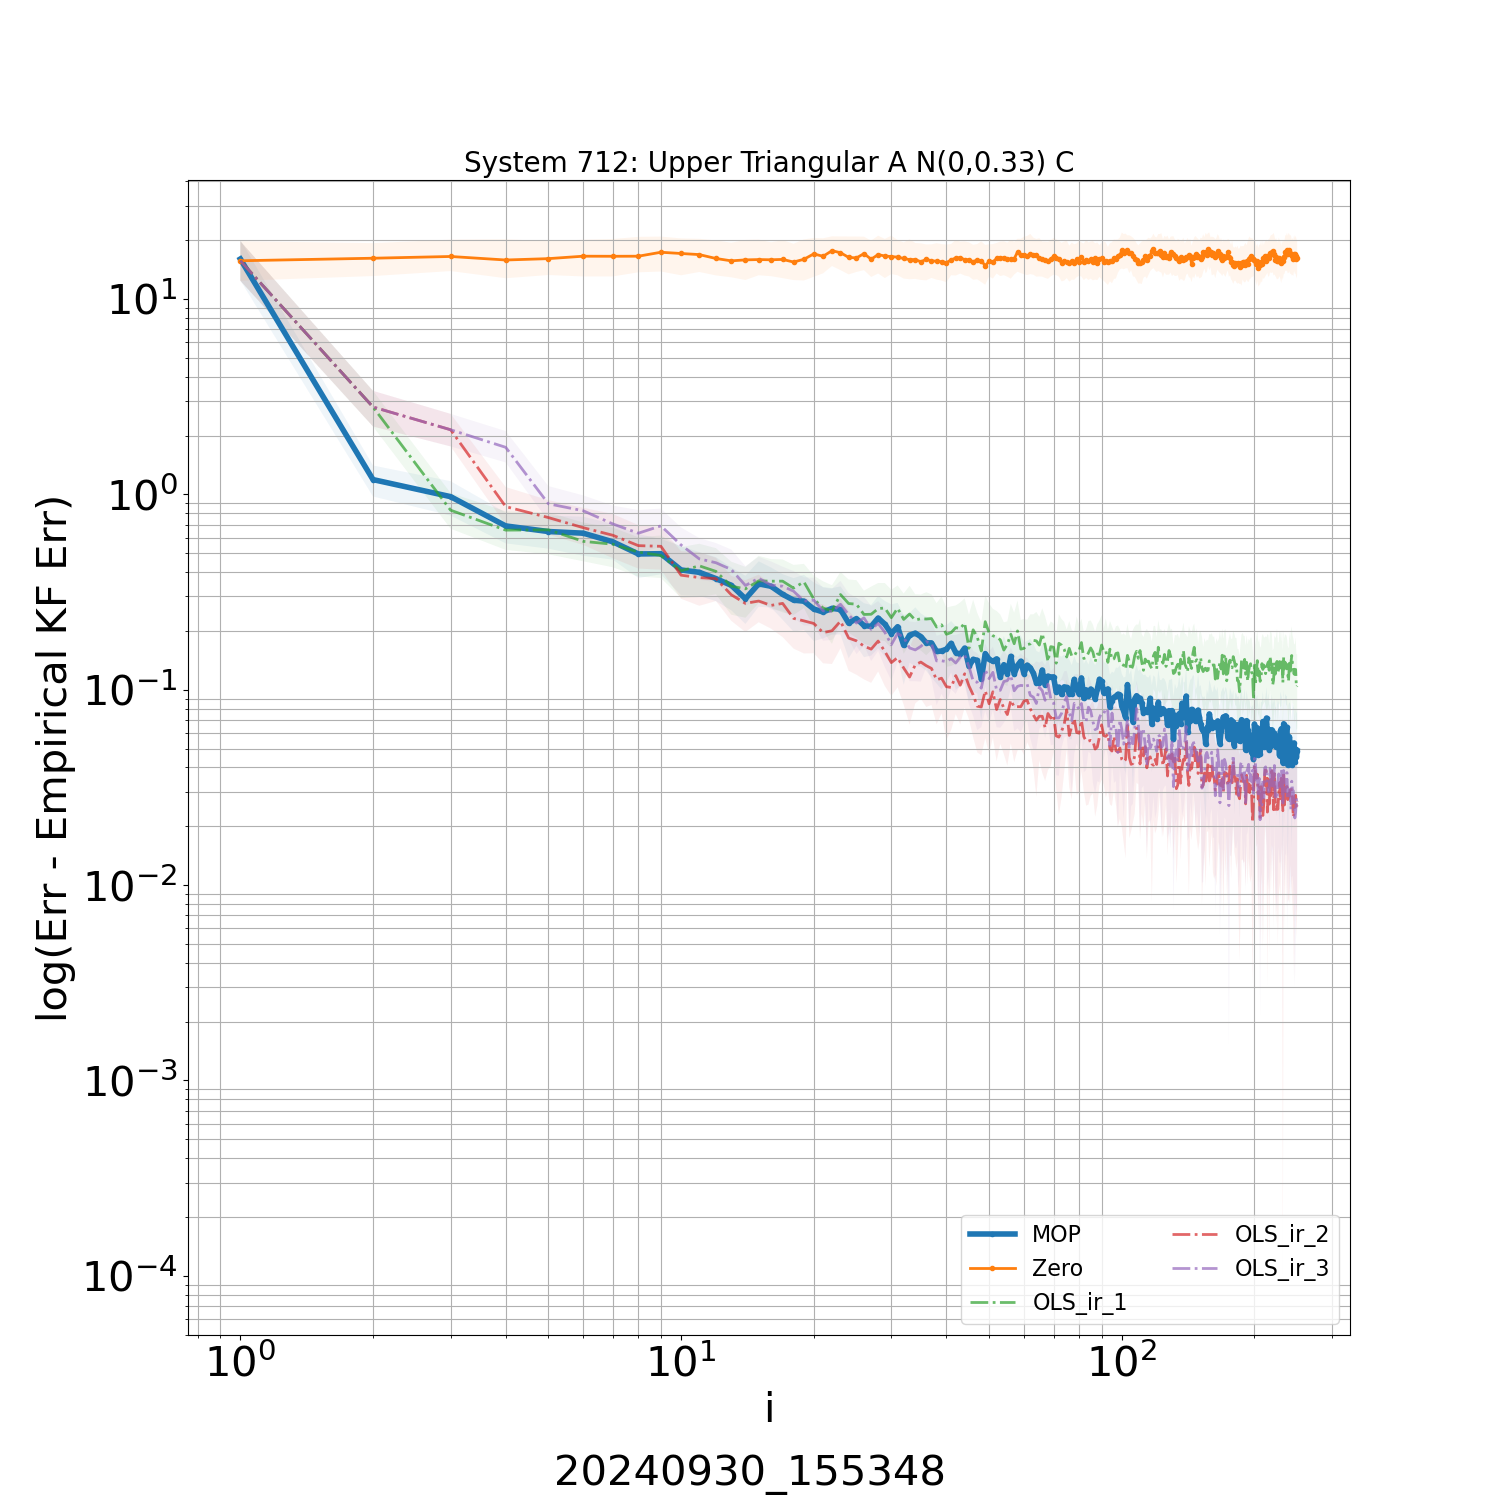 System 712: Upper Triangular A N(0,0.33) C
log(Err - Empirical KF Err)
10^1
10^0
10^−1
10^−2
10^−3
10^−4
MOP
Zero
OLS_ir_1
OLS_ir_2
OLS_ir_3
10^0 10^1 10^2
i
20240930_155348